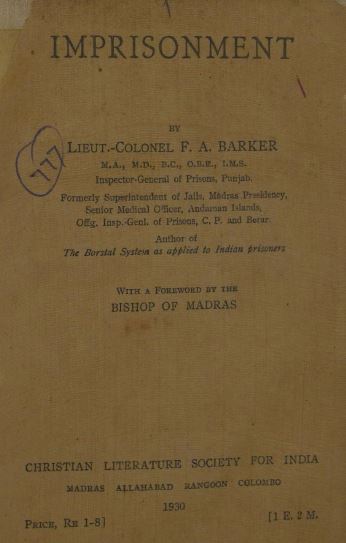 IMPRISONMENT
BY
LIEUT.-COLONEL F. A. BARKER
M.A., M.D., B.C., O.B.E., I.M.S.
Inspector-General of Prisons, Punjab.
Formerly Superintendent of Jails, Madras Presidency,
Senior Medical Officer, Andaman Islands,
Offg. Insp.-Genl. of Prisons, C. P. and Berar.
Author of
The Borstal System as applied to Indian prisoners
777
WITH A FOREWORD BY THE
BISHOP OF MADRAS
CHRISTIAN LITERATURE SOCIETY FOR INDIA
MADRAS ALLAHABAD RANGOON COLOMBO
1930
PRICE, RE 1-8]
[1 E. 2 M.